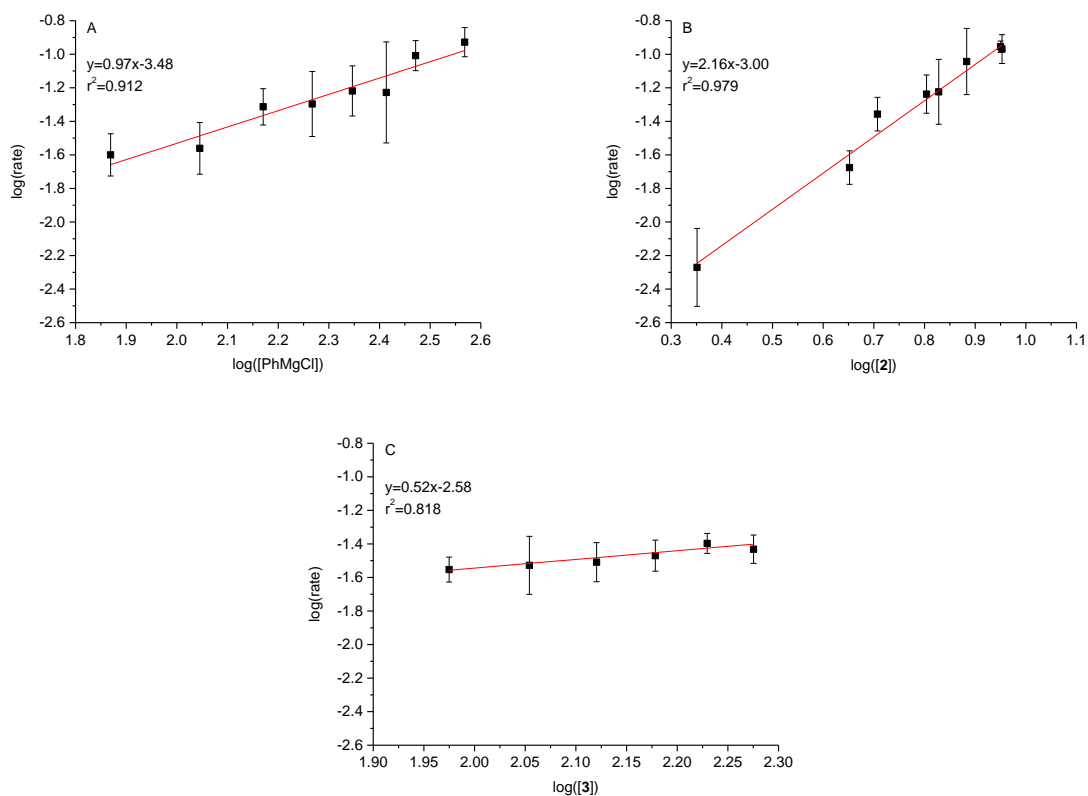 A
y=0.97x-3.48
r²=0.912
-0.8
-1.0
-1.2
-1.4
-1.6
-1.8
-2.0
-2.2
-2.4
-2.6
log(rate)
1.8 1.9 2.0 2.1 2.2 2.3 2.4 2.5 2.6
log([PhMgCl])
B
y=2.16x-3.00
r²=0.979
-0.8
-1.0
-1.2
-1.4
-1.6
-1.8
-2.0
-2.2
-2.4
-2.6
log(rate)
0.3 0.4 0.5 0.6 0.7 0.8 0.9 1.0 1.1
log([2])
C
y=0.52x-2.58
r²=0.818
-0.8
-1.0
-1.2
-1.4
-1.6
-1.8
-2.0
-2.2
-2.4
-2.6
log(rate)
1.90 1.95 2.00 2.05 2.10 2.15 2.20 2.25 2.30
log([3])